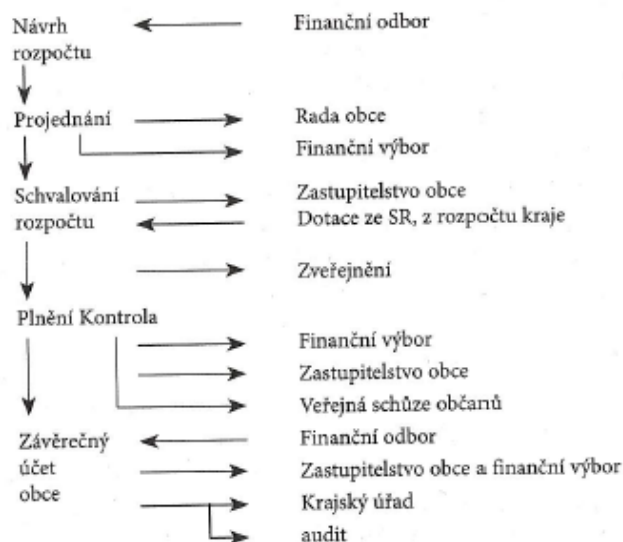 Návrh
rozpočtu
Finanční odbor
Projednání
Rada obce
Finanční výbor
Schvalování
rozpočtu
Zastupitelstvo obce
Dotace ze SR, z rozpočtu kraje
Zveřejnění
Plnění Kontrola
Finanční výbor
Zastupitelstvo obce
Veřejná schůze občanů
Závěrečný
účet
obce
Finanční odbor
Zastupitelstvo obce a finanční výbor
Krajský úřad
audit